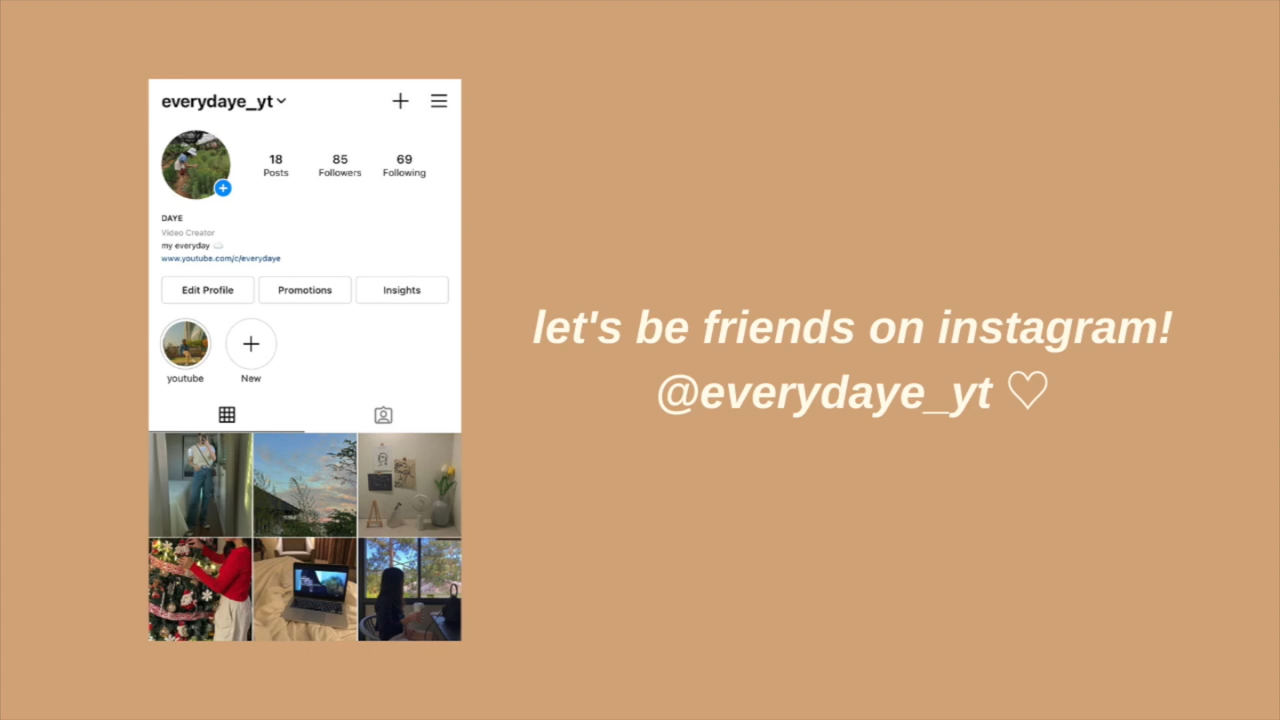 everydaye_yt
18 85 69
Posts Followers Following
DAYE
Video Creator
my everyday ☁️
www.youtube.com/c/everydaye
Edit Profile Promotions Insights
youtube New
let's be friends on instagram!
@everydaye_yt ♡